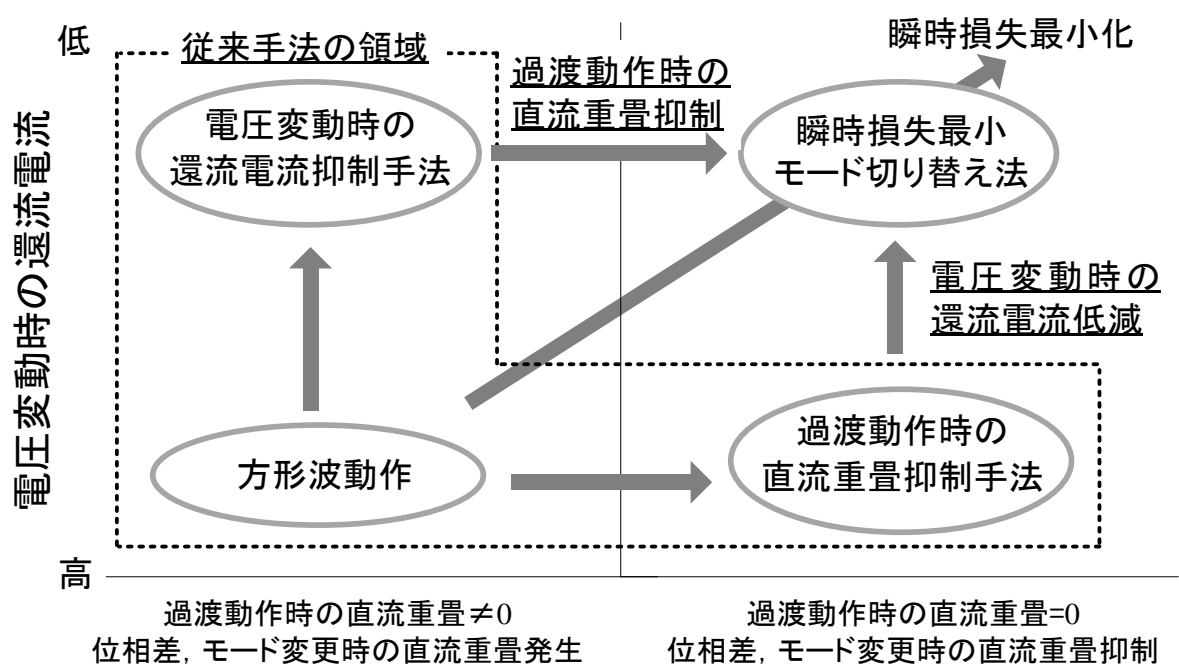 低
従来手法の領域
瞬時損失最小化
過渡動作時の
直流重畳抑制
電圧変動時の
還流電流抑制手法
瞬時損失最小
モード切り替え法
電圧変動時の還流電流
電圧変動時の
還流電流低減
方形波動作
過渡動作時の
直流重畳抑制手法
高
過渡動作時の直流重畳≠0
位相差, モード変更時の直流重畳発生
過渡動作時の直流重畳=0
位相差, モード変更時の直流重畳抑制